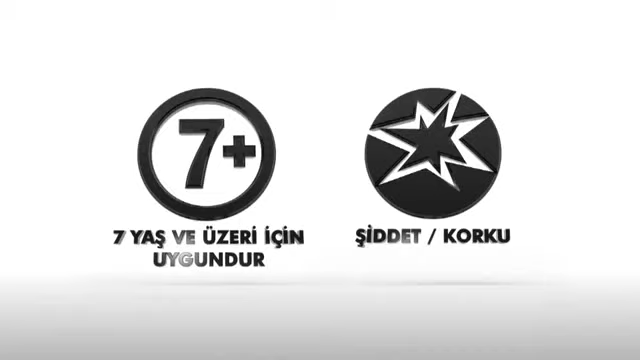 7+
7 YAŞ VE ÜZERİ İÇİN
UYGUNDUR
ŞİDDET / KORKU